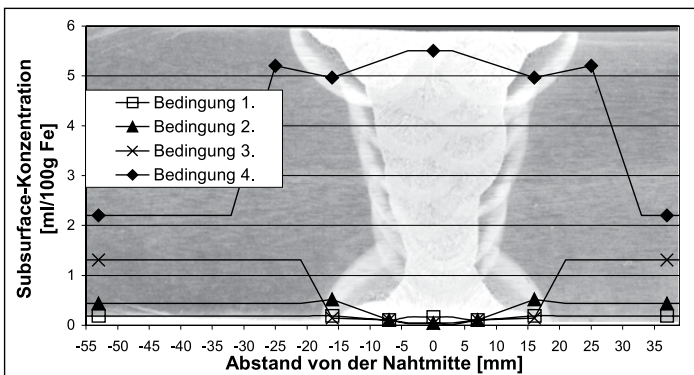 Subsurface-Konzentration
[ml/100g Fe]
6
5
4
3
2
1
0
Bedingung 1.
Bedingung 2.
Bedingung 3.
Bedingung 4.
-55 -50 -45 -40 -35 -30 -25 -20 -15 -10 -5 0 5 10 15 20 25 30 35
Abstand von der Nahtmitte [mm]